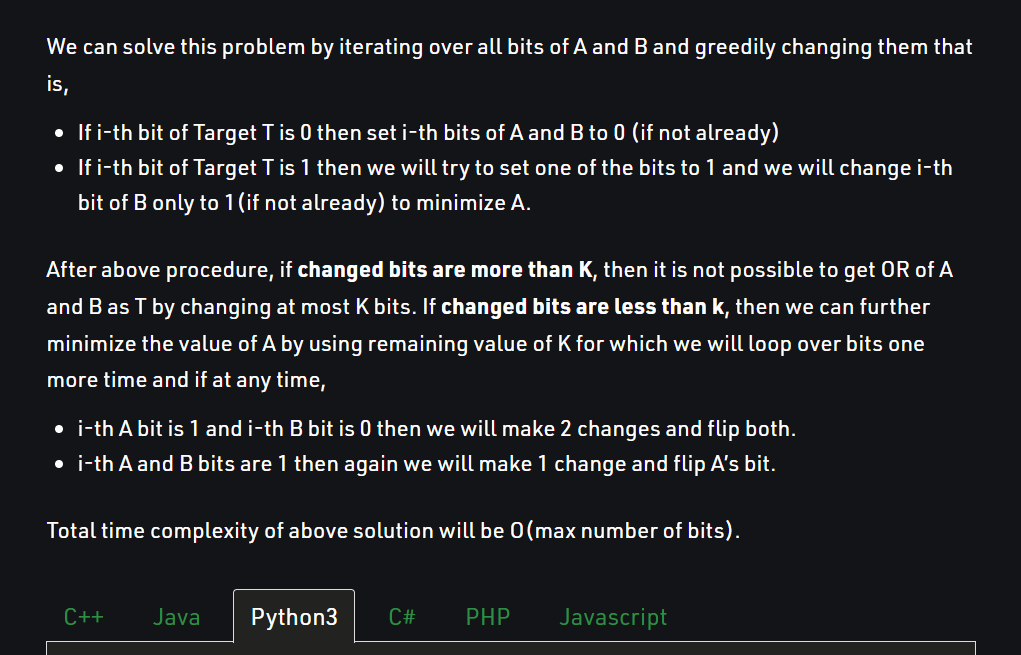 We can solve this problem by iterating over all bits of A and B and greedily changing them that
is,
• If i-th bit of Target T is 0 then set i-th bits of A and B to 0 (if not already)
• If i-th bit of Target T is 1 then we will try to set one of the bits to 1 and we will change i-th
bit of B only to 1(if not already) to minimize A.
After above procedure, if changed bits are more than K, then it is not possible to get OR of A
and B as T by changing at most K bits. If changed bits are less than k, then we can further
minimize the value of A by using remaining value of K for which we will loop over bits one
more time and if at any time,
• i-th A bit is 1 and i-th B bit is 0 then we will make 2 changes and flip both.
• i-th A and B bits are 1 then again we will make 1 change and flip A’s bit.
Total time complexity of above solution will be O(max number of bits).
C++ Java Python3 C# PHP Javascript